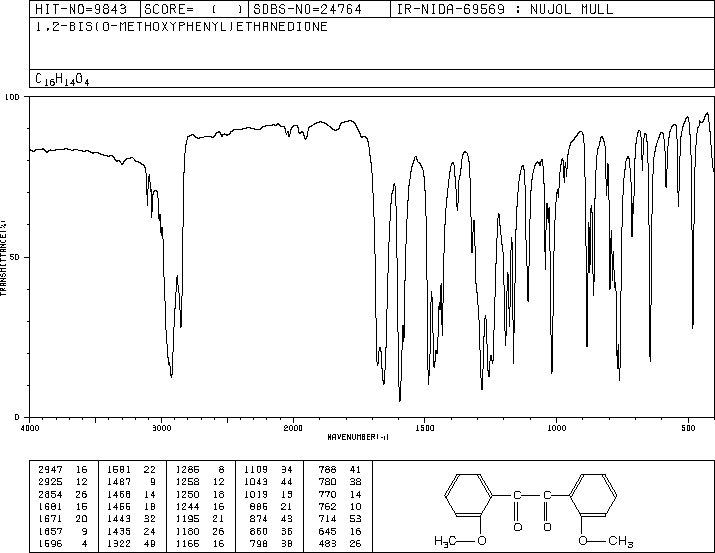 HIT-NO=9843 SCORE= ( ) SDBS-NO=24764 IR-NIDA-69569 : NUJOL MULL
1,2-BIS(O-METHOXYPHENYL)ETHANEDIONE
C16H14O4
100
50
0
TRANSMITTANCE(%)
4000 3000 2000 1500 1000 500
WAVENUMBER(-1)
2947 16 1581 22 1286 8 1109 34 788 41
2925 12 1487 9 1258 12 1043 44 780 38
2854 26 1468 14 1250 18 1019 13 770 14
1681 16 1455 18 1244 16 886 21 762 10
1671 20 1443 32 1195 21 874 43 714 53
1657 9 1435 24 1180 26 860 36 645 16
1596 4 1322 49 1165 16 798 38 483 26
C C
O O
H3C O O CH3